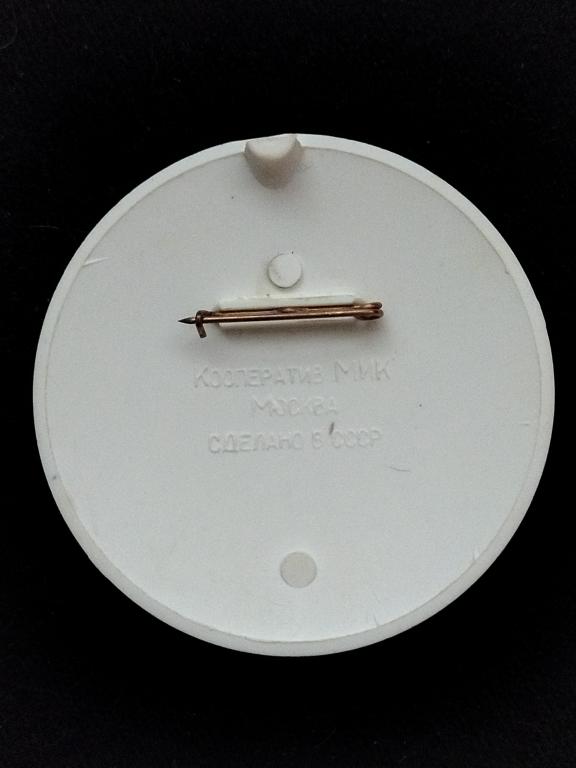 Кооператив МИК
Москва
Сделано в СССР